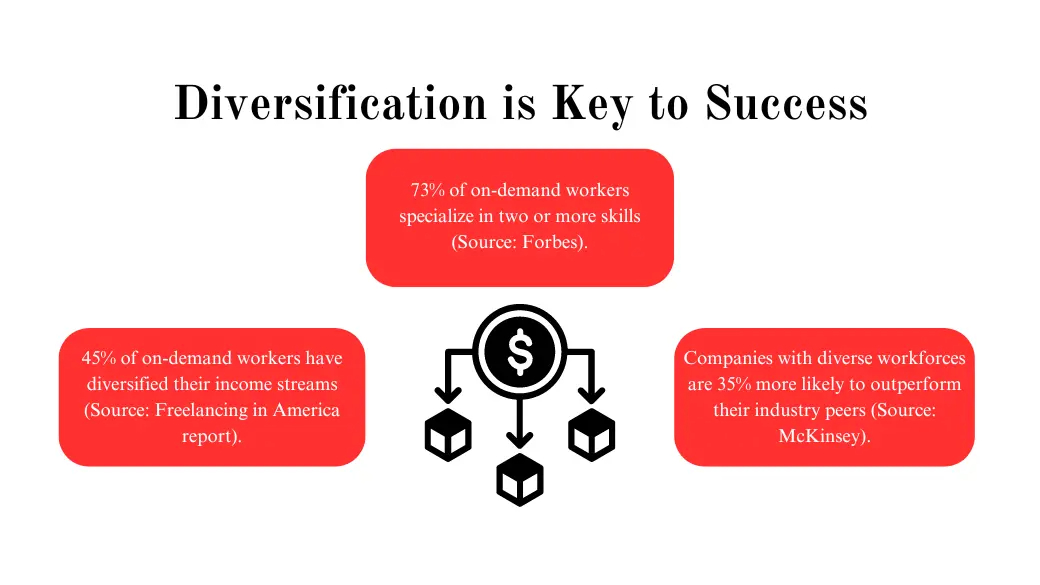 Diversification is Key to Success
73% of on-demand workers
specialize in two or more skills
(Source: Forbes).
$
45% of on-demand workers have
diversified their income streams
(Source: Freelancing in America
report).
Companies with diverse workforces
are 35% more likely to outperform
their industry peers (Source:
McKinsey).